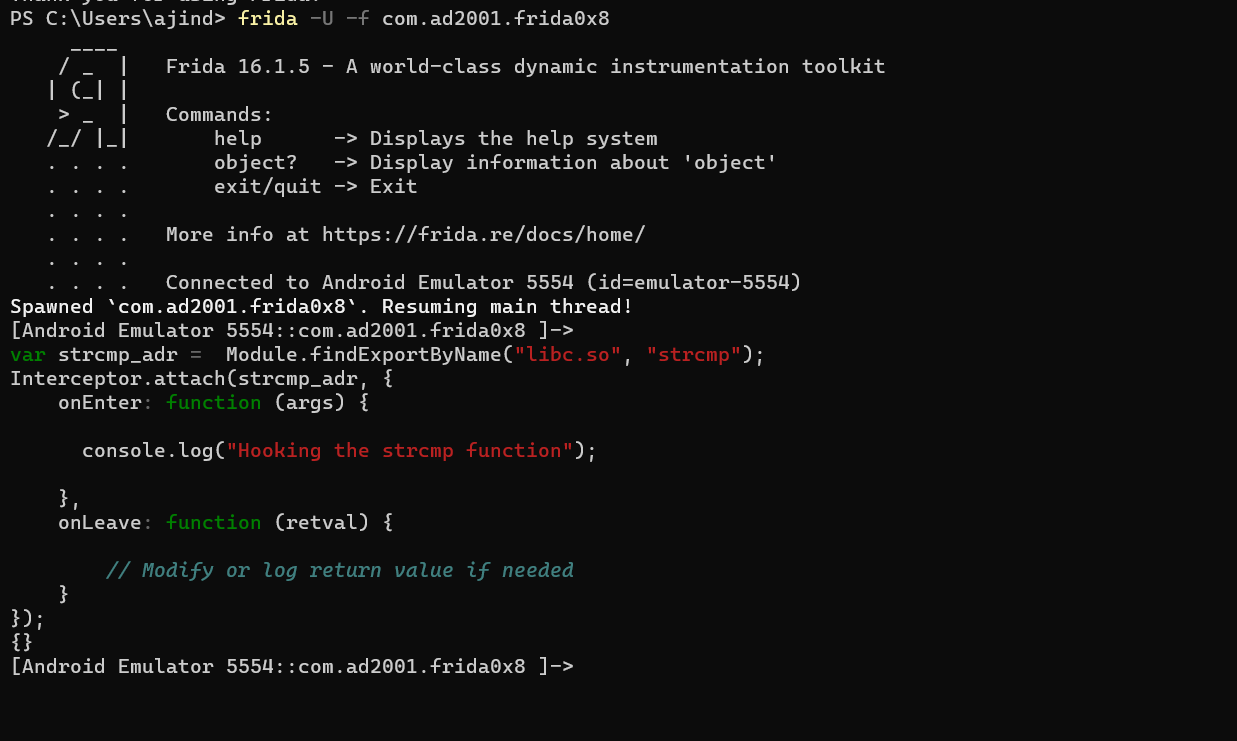 Thank you for using Frida!
PS C:\Users\ajind> frida -U -f com.ad2001.frida0x8
     ____
    / _  |   Frida 16.1.5 - A world-class dynamic instrumentation toolkit
   | (_| |
    > _  |   Commands:
   /_/ |_|       help      -> Displays the help system
   . . . .       object?   -> Display information about 'object'
   . . . .       exit/quit -> Exit
   . . . .
   . . . .   More info at https://frida.re/docs/home/
   . . . .
   . . . .   Connected to Android Emulator 5554 (id=emulator-5554)
Spawned `com.ad2001.frida0x8`. Resuming main thread!
[Android Emulator 5554::com.ad2001.frida0x8 ]->
var strcmp_adr =  Module.findExportByName("libc.so", "strcmp");
Interceptor.attach(strcmp_adr, {
    onEnter: function (args) {
      console.log("Hooking the strcmp function");
    },
    onLeave: function (retval) {
        // Modify or log return value if needed
    }
});
{}
[Android Emulator 5554::com.ad2001.frida0x8 ]->